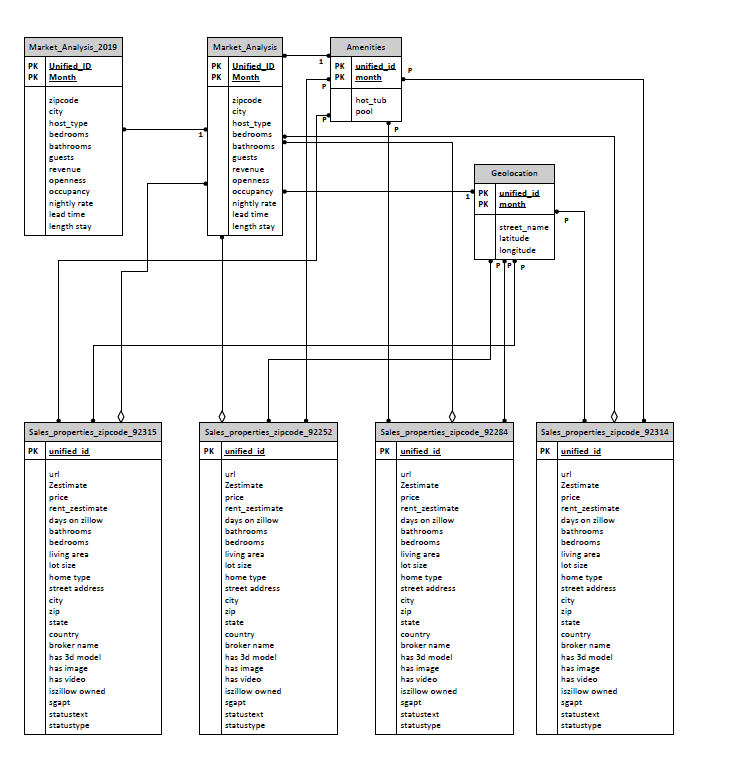 Market_Analysis_2019
PK Unified_ID
PK Month
zipcode
city
host_type
bedrooms
bathrooms
guests
revenue
openness
occupancy
nightly rate
lead time
length stay
Market_Analysis
PK Unified_ID
PK Month
zipcode
city
host_type
bedrooms
bathrooms
guests
revenue
openness
occupancy
nightly rate
lead time
length stay
Amenities
PK unified_id
PK month
hot_tub
pool
1
P
P
P
P
1
Geolocation
PK unified_id
PK month
street_name
latitude
longitude
1
P
P
P
P
Sales_properties_zipcode_92315
PK unified_id
url
Zestimate
price
rent_zestimate
days on zillow
bathrooms
bedrooms
living area
lot size
home type
street address
city
zip
state
country
broker name
has 3d model
has image
has video
iszillow owned
sgapt
statustext
statustype
Sales_properties_zipcode_92252
PK unified_id
url
Zestimate
price
rent_zestimate
days on zillow
bathrooms
bedrooms
living area
lot size
home type
street address
city
zip
state
country
broker name
has 3d model
has image
has video
iszillow owned
sgapt
statustext
statustype
Sales_properties_zipcode_92284
PK unified_id
url
Zestimate
price
rent_zestimate
days on zillow
bathrooms
bedrooms
living area
lot size
home type
street address
city
zip
state
country
broker name
has 3d model
has image
has video
iszillow owned
sgapt
statustext
statustype
Sales_properties_zipcode_92314
PK unified_id
url
Zestimate
price
rent_zestimate
days on zillow
bathrooms
bedrooms
living area
lot size
home type
street address
city
zip
state
country
broker name
has 3d model
has image
has video
iszillow owned
sgapt
statustext
statustype